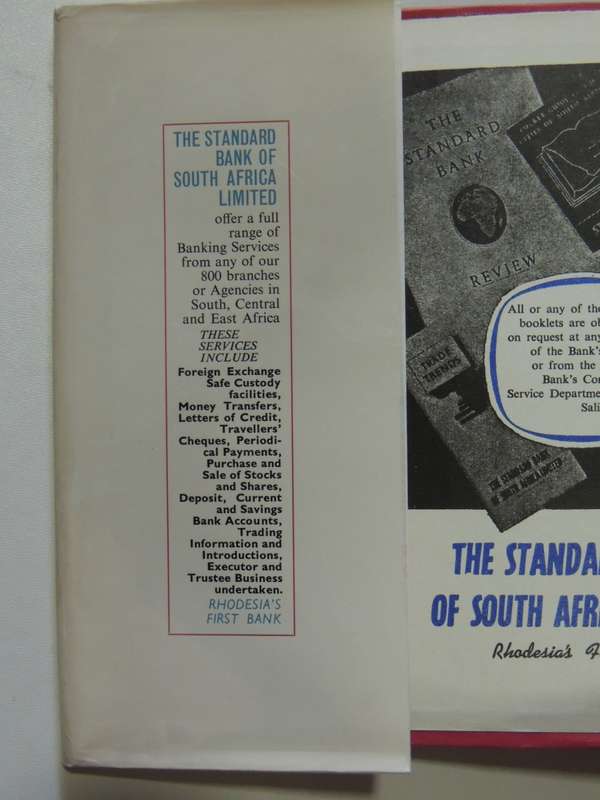 THE STANDARD
BANK OF
SOUTH AFRICA
LIMITED
offer a full
range of
Banking Services
from any of our
800 branches
or Agencies in
South, Central
and East Africa
THESE
SERVICES
INCLUDE
Foreign Exchange
Safe Custody
facilities,
Money Transfers,
Letters of Credit,
Travellers'
Cheques, Periodi-
cal Payments,
Purchase and
Sale of Stocks
and Shares,
Deposit, Current
and Savings
Bank Accounts,
Trading
Information and
Introductions,
Executor and
Trustee Business
undertaken.
RHODESIA'S
FIRST BANK
THE
STANDARD
BANK
REVIEW
TRADE
TRENDS
THE STANDARD BANK
OF SOUTH AFRICA LIMITED
All or any of the
booklets are ob
on request at any
of the Bank's
or from the
Bank's Con
Service Departme
Sali
THE STANDA
OF SOUTH AFR
Rhodesia's F